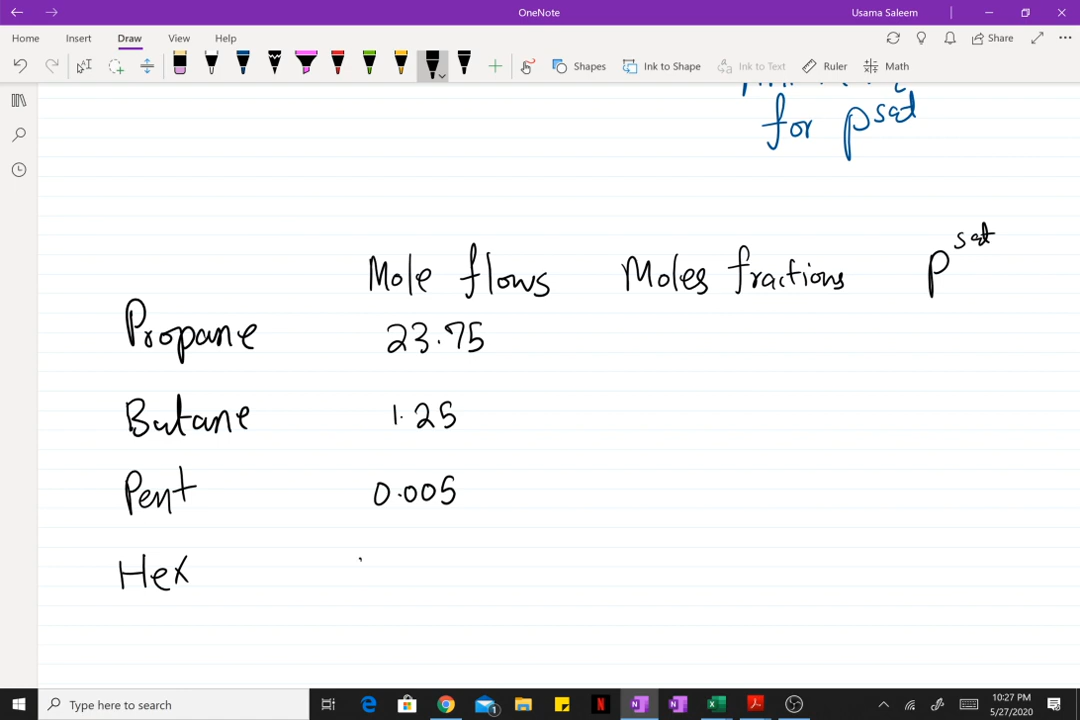 OneNote
Usama Saleem
Home Insert Draw View Help
Share
Shapes Ink to Shape Ink to Text Ruler Math
for psat
Mole flows Moles fractions psat
Propane 23.75
Butane 1.25
Pent 0.005
Hex
Type here to search
1
10:27 PM
5/27/2020